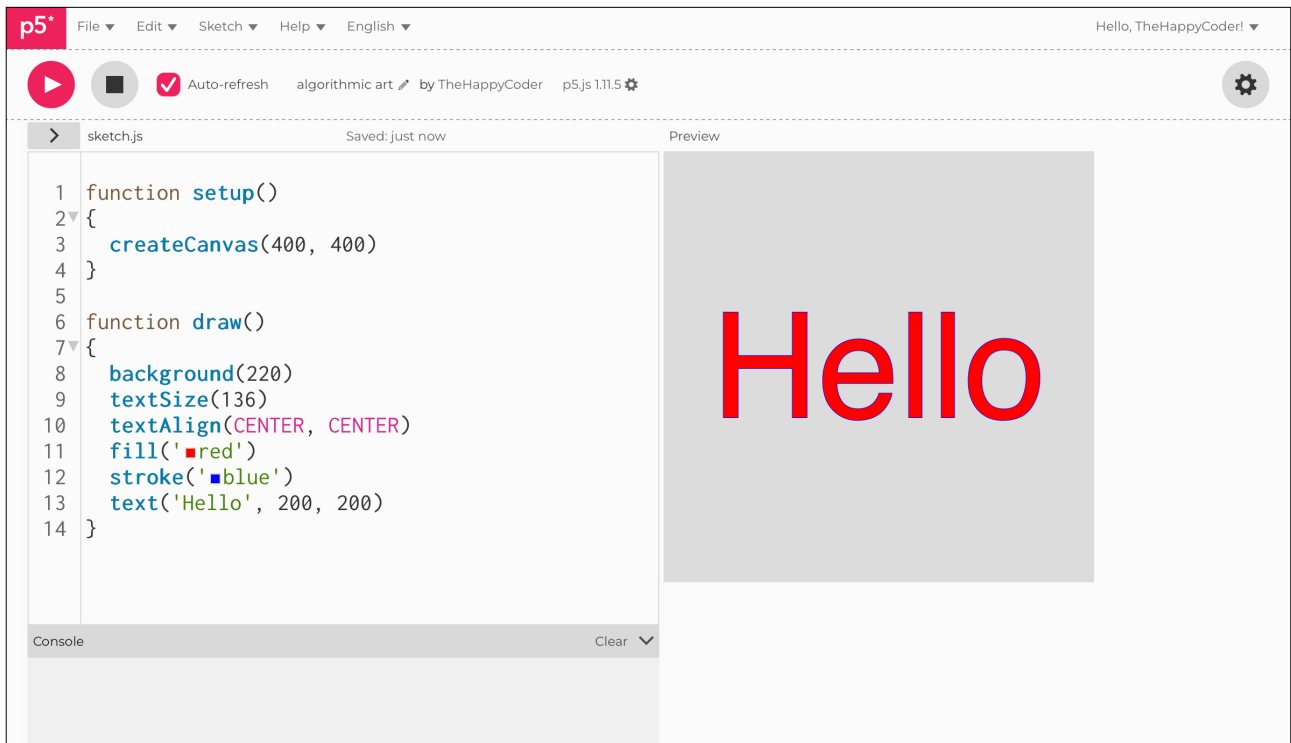 p5* File Edit Sketch Help English Hello, TheHappyCoder!
Auto-refresh algorithmic art by TheHappyCoder p5.js 1.11.5
sketch.js Saved: just now Preview
1 function setup()
2 {
3 createCanvas(400, 400)
4 }
5
6 function draw()
7 {
8 background(220)
9 textSize(136)
10 textAlign(CENTER, CENTER)
11 fill('red')
12 stroke('blue')
13 text('Hello', 200, 200)
14 }
Hello
Console Clear